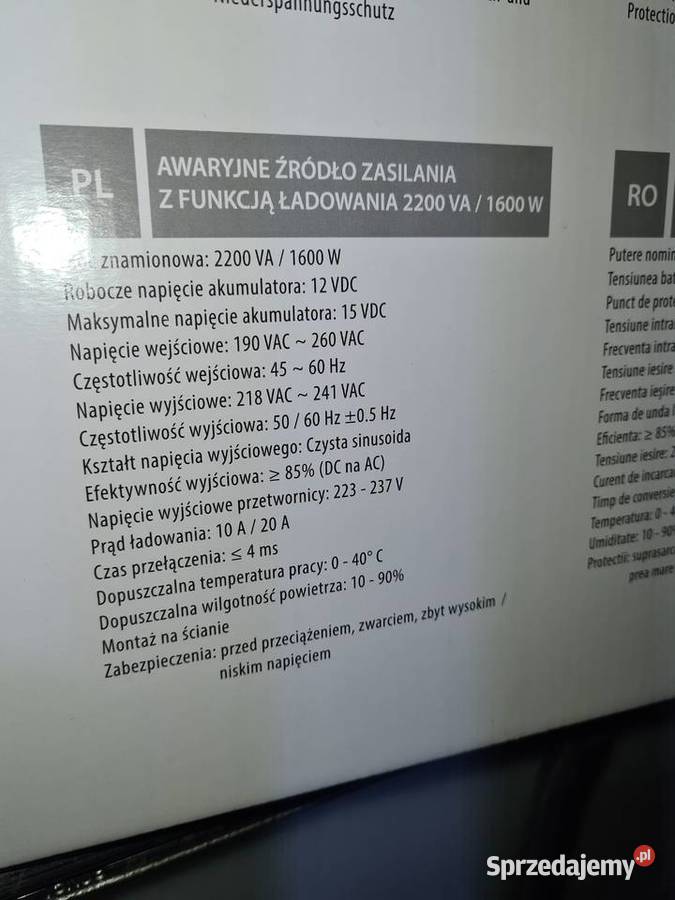 Niederspannungsschutz
und
Protectio
PL
AWARYJNE ŹRÓDŁO ZASILANIA
Z FUNKCJĄ ŁADOWANIA 2200 VA / 1600 W
znamionowa: 2200 VA / 1600 W
Robocze napięcie akumulatora: 12 VDC
Maksymalne napięcie akumulatora: 15 VDC
Napięcie wejściowe: 190 VAC ~ 260 VAC
Częstotliwość wejściowa: 45 ~ 60 Hz
Napięcie wyjściowe: 218 VAC ~ 241 VAC
Częstotliwość wyjściowa: 50 / 60 Hz ±0.5 Hz
Kształt napięcia wyjściowego: Czysta sinusoida
Efektywność wyjściowa: ≥ 85% (DC na AC)
Napięcie wyjściowe przetwornicy: 223 - 237 V
Prąd ładowania: 10 A / 20 A
Czas przełączenia: ≤ 4 ms
Dopuszczalna temperatura pracy: 0 - 40° C
Dopuszczalna wilgotność powietrza: 10 - 90%
Montaż na ścianie
Zabezpieczenia: przed przeciążeniem, zwarciem, zbyt wysokim /
niskim napięciem
RO
Putere nomin
Tensiunea bat
Punct de prote
Tensiune intra
Frecventa intra
Tensiune iesire
Frecventa ieșire
Forma de unda I
Eficienta: ≥ 85%
Tensiune iesire: 2
Curent de incarca
Timp de conversie
Temperatura: 0 - 4
Umiditate: 10 - 90%
Protectii: suprasarc
prea mare
Sprzedajemy.pl